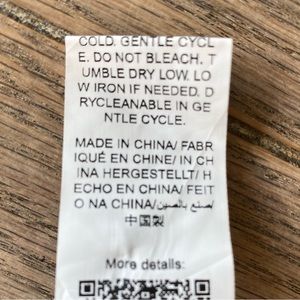 COLD. GENTLE CYCL
E. DO NOT BLEACH. T
UMBLE DRY LOW. LO
W IRON IF NEEDED. D
RYCLEANABLE IN GE
NTLE CYCLE.
MADE IN CHINA/ FABR
IQUÉ EN CHINE/ IN CH
INA HERGESTELLT/ H
ECHO EN CHINA/ FEIT
O NA CHINA/صنع بالصين/
中国製
More details: